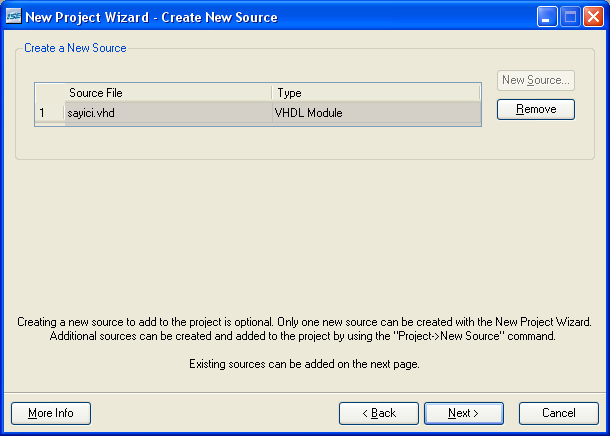 ISE New Project Wizard - Create New Source
Create a New Source
Source File Type
1 sayici.vhd VHDL Module
New Source...
Remove
Creating a new source to add to the project is optional. Only one new source can be created with the New Project Wizard.
Additional sources can be created and added to the project by using the "Project->New Source" command.
Existing sources can be added on the next page.
More Info
< Back
Next >
Cancel